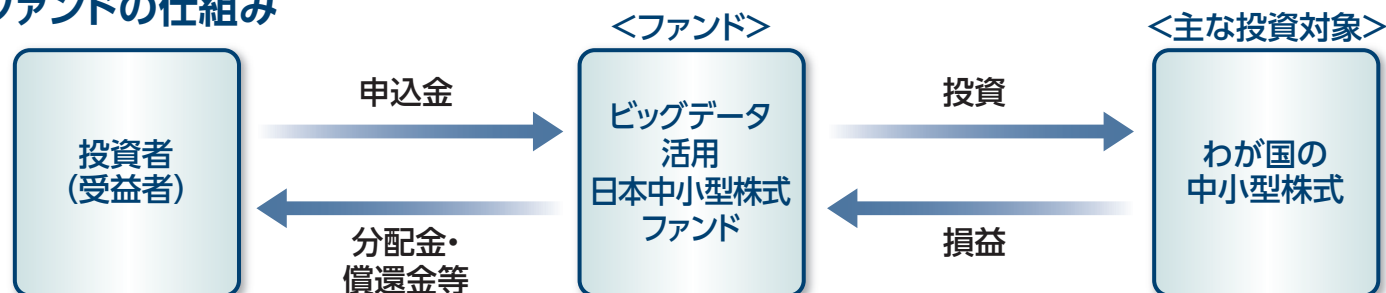 ファンドの仕組み
<ファンド>
<主な投資対象>
投資者
(受益者)
申込金
分配金・
償還金等
ビッグデータ
活用
日本中小型株式
ファンド
投資
損益
わが国の
中小型株式